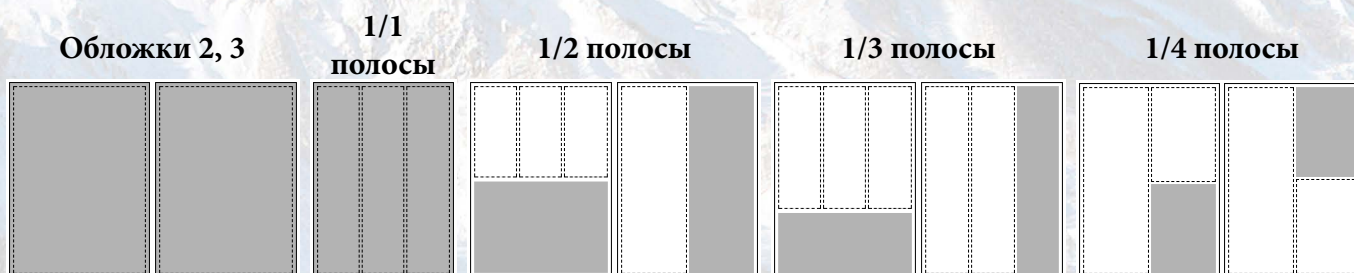 Обложки 2, 3
1/1
полосы
1/2 полосы
1/3 полосы
1/4 полосы